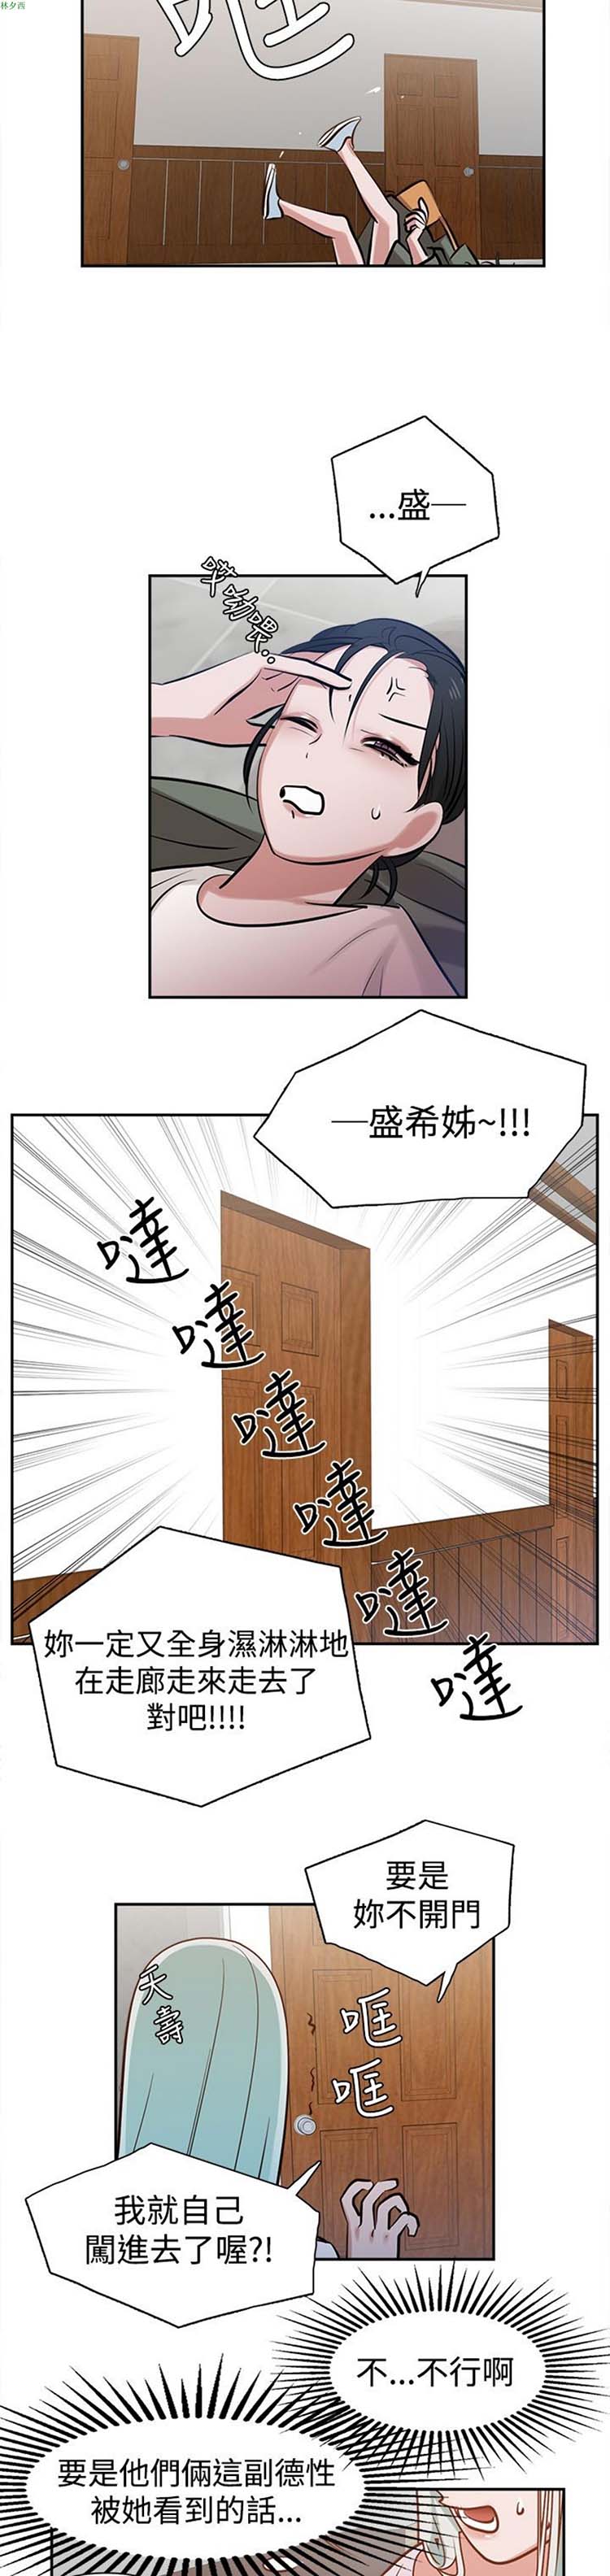 林夕酉
吃
...盛─
哎呦喂..
─盛希姊~!!!
噠
噠
噠
噠
噠
噠
妳一定又全身濕淋淋地
在走廊走來走去了
對吧!!!!
要是
妳不開門
夭壽
哐
哐
我就自己
闖進去了喔?!
不...不行啊
要是他們倆這副德性
被她看到的話...